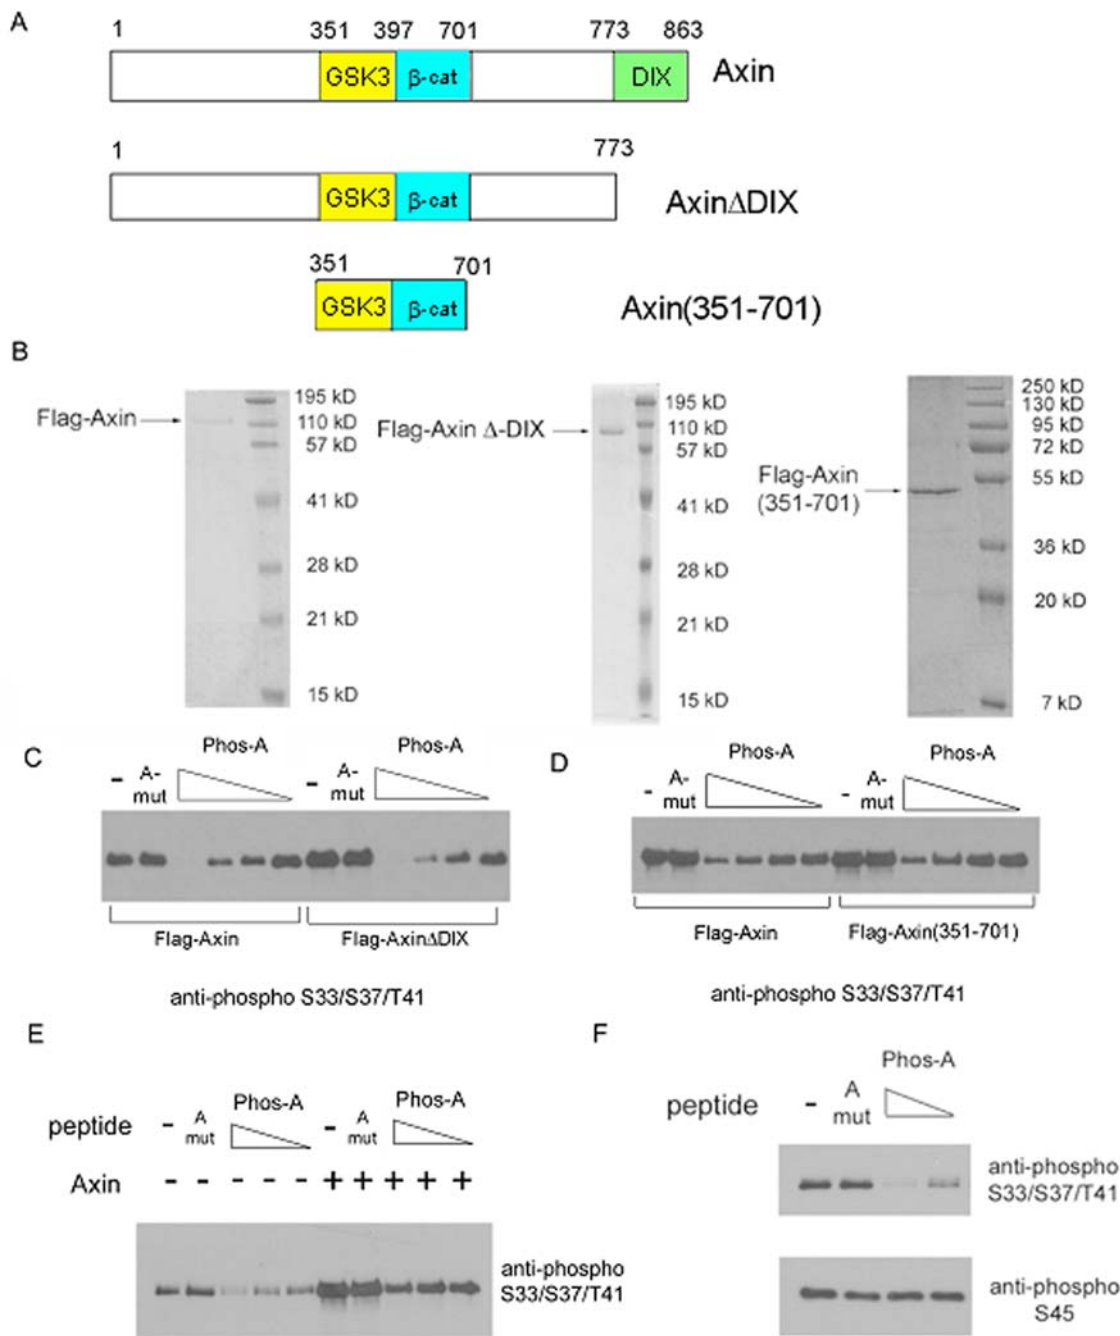 A
1 351 397 701 773 863
GSK3 β-cat DIX Axin
1 773
GSK3 β-cat AxinΔDIX
351 701
GSK3 β-cat Axin(351-701)
B
Flag-Axin
195 kD
110 kD
57 kD
41 kD
28 kD
21 kD
15 kD
Flag-Axin Δ-DIX
195 kD
110 kD
57 kD
41 kD
28 kD
21 kD
15 kD
Flag-Axin
(351-701)
250 kD
130 kD
95 kD
72 kD
55 kD
36 kD
20 kD
7 kD
C
Phos-A Phos-A
- A- - A-
mut mut
Flag-Axin Flag-AxinΔDIX
anti-phospho S33/S37/T41
D
Phos-A Phos-A
- A- - A-
mut mut
Flag-Axin Flag-Axin(351-701)
anti-phospho S33/S37/T41
E
Phos-A Phos-A
peptide - A - A
mut mut
Axin - - - - - + + + + +
anti-phospho
S33/S37/T41
F
Phos-A
peptide - A
mut
anti-phospho
S33/S37/T41
anti-phospho
S45